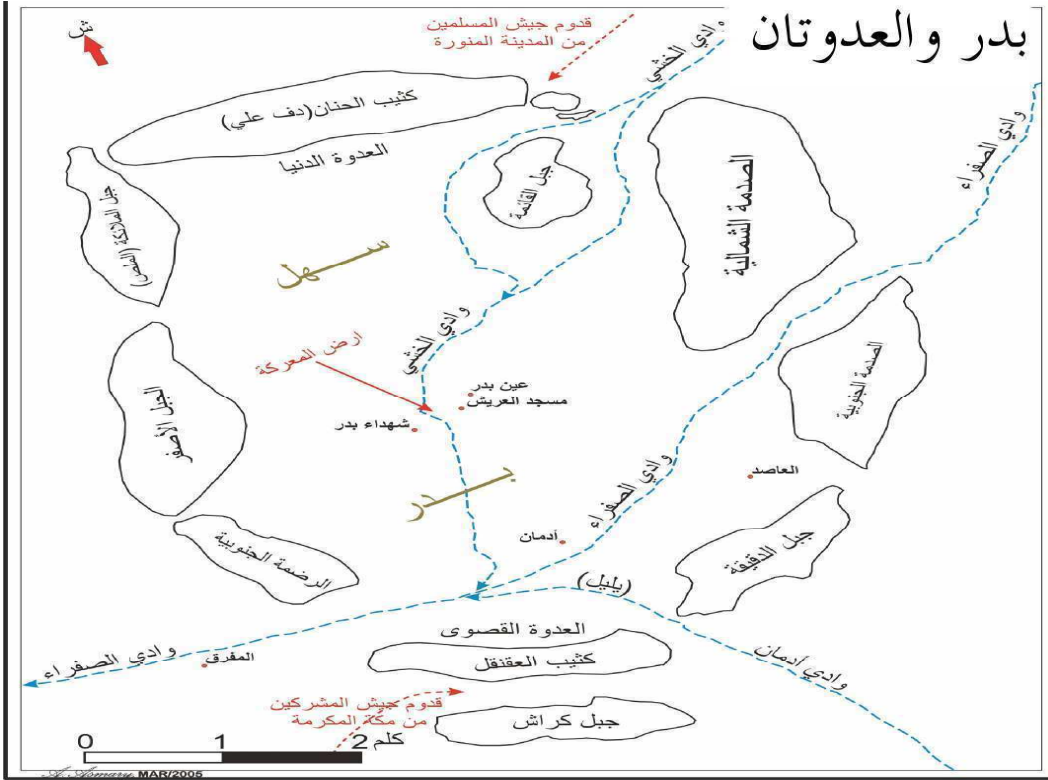 بدر والعدوتان
ش
قدوم جيش المسلمين
من المدينة المنورة
وادي الخشي
وادي الصفراء
كثيب الحنان(دف علي)
العدوة الدنيا
جبل القائمة
الصدمة الشمالية
جبل الملائكة (الملص)
سهل
وادي الخشي
ارض المعركة
الصدمة الجنوبية
عين بدر
مسجد العريش
شهداء بدر
الجبل الأصفر
العاصد
بدر
وادي الصفراء
أدمان
جبل الدقيقة
الرضمة الجنوبية
(يليل)
العدوة القصوى
كثيب العقنقل
وادي أدمان
المفرق
وادي الصفراء
قدوم جيش المشركين
من مكة المكرمة
جبل كراش
0 1 2 كلم
A. Asmary MAR/2005